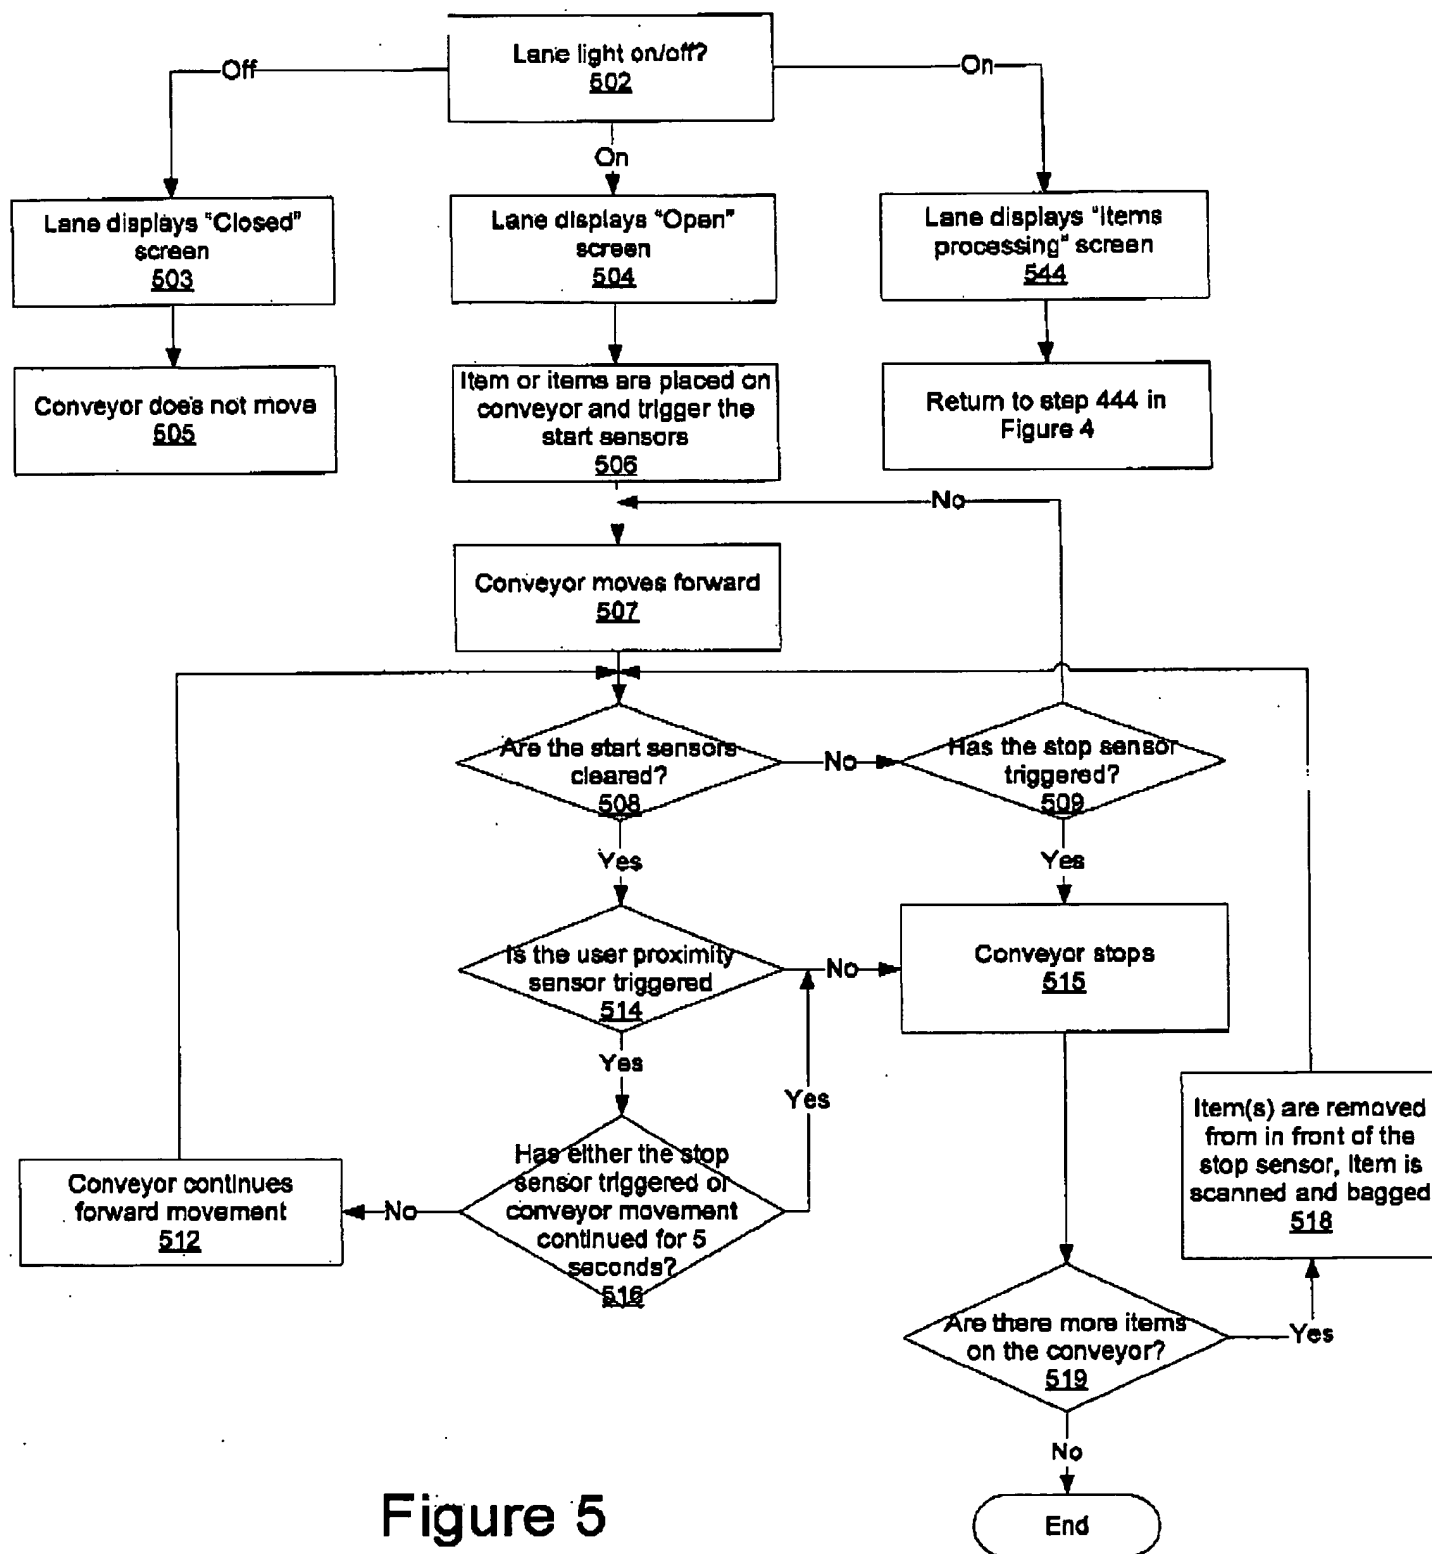 Lane light on/off?
502
Off
On
On
Lane displays "Closed"
screen
503
Lane displays "Open"
screen
504
Lane displays "Items
processing" screen
544
Conveyor does not move
505
Item or items are placed on
conveyor and trigger the
start sensors
506
Return to step 444 in
Figure 4
No
Conveyor moves forward
507
Are the start sensors
cleared?
508
No
Has the stop sensor
triggered?
509
Yes
Yes
Is the user proximity
sensor triggered
514
No
Conveyor stops
515
Yes
Yes
Item(s) are removed
from in front of the
stop sensor, Item is
scanned and bagged
518
Has either the stop
sensor triggered or
conveyor movement
continued for 5
seconds?
516
No
Conveyor continues
forward movement
512
Are there more items
on the conveyor?
519
Yes
No
End
Figure 5